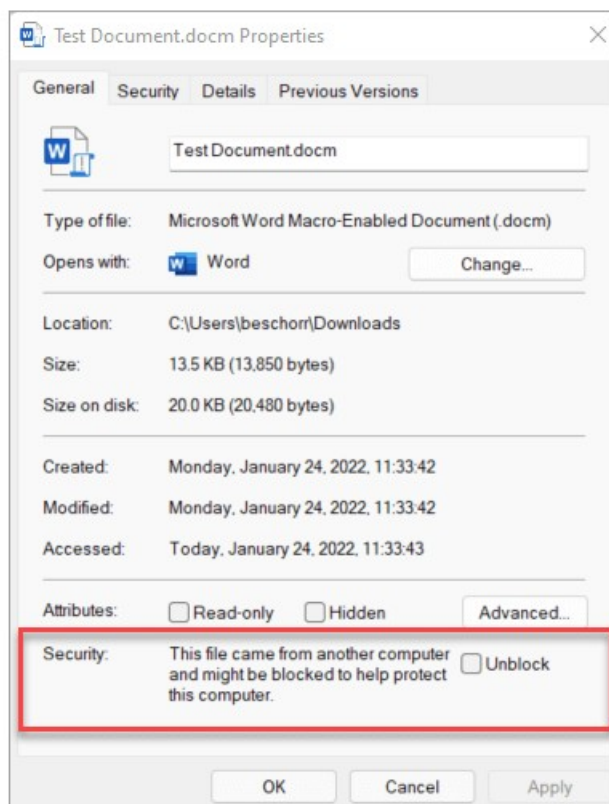 Test Document.docm Properties
General Security Details Previous Versions
Test Document.docm
Type of file: Microsoft Word Macro-Enabled Document (.docm)
Opens with: Word Change...
Location: C:\Users\beschorr\Downloads
Size: 13.5 KB (13,850 bytes)
Size on disk: 20.0 KB (20,480 bytes)
Created: Monday, January 24, 2022, 11:33:42
Modified: Monday, January 24, 2022, 11:33:42
Accessed: Today, January 24, 2022, 11:33:43
Attributes: Read-only Hidden Advanced...
Security: This file came from another computer
and might be blocked to help protect
this computer.
Unblock
OK Cancel Apply